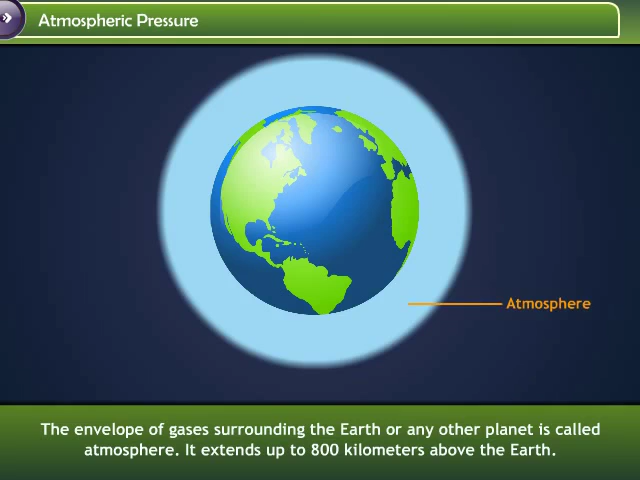 Atmospheric Pressure
Atmosphere
The envelope of gases surrounding the Earth or any other planet is called
atmosphere. It extends up to 800 kilometers above the Earth.